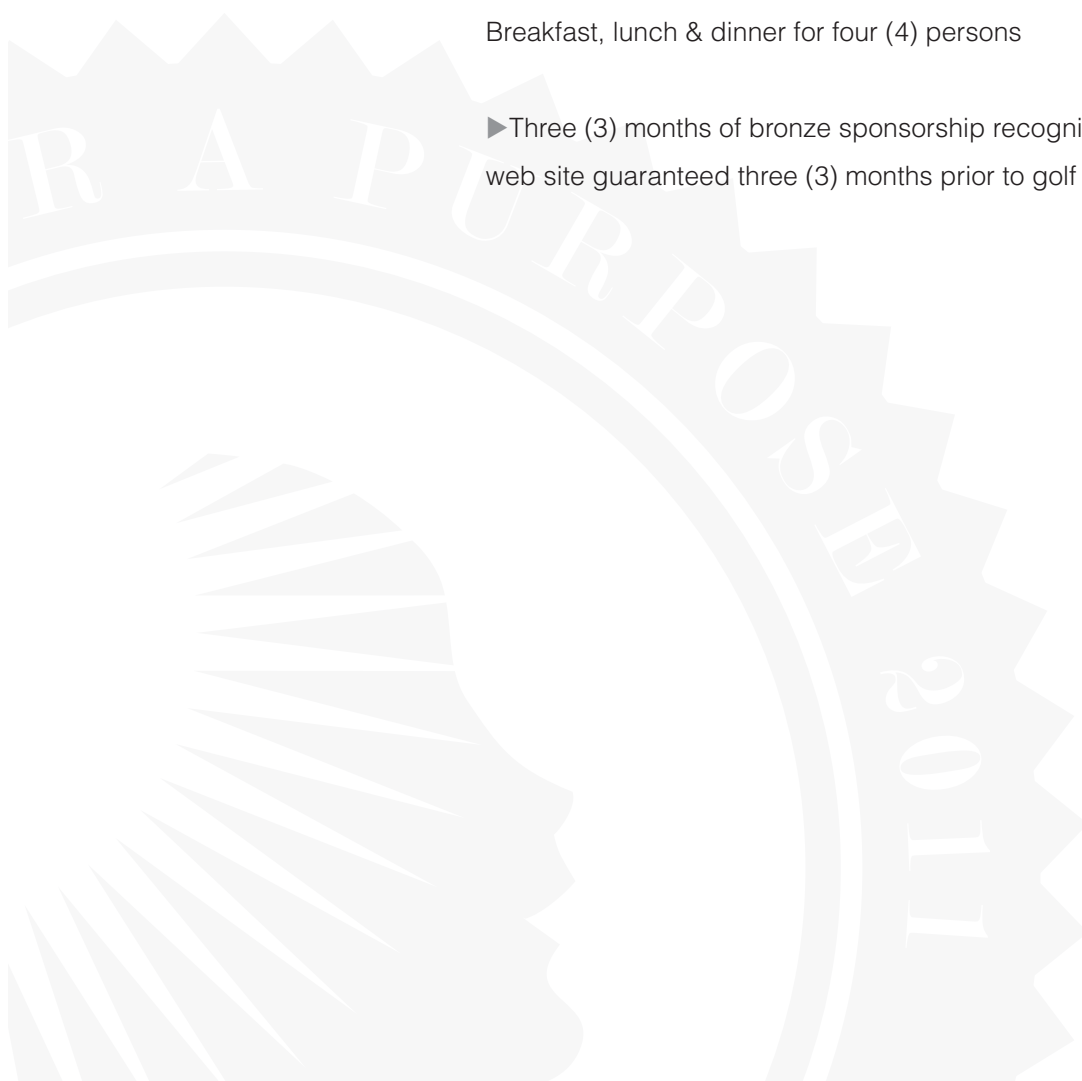 Breakfast, lunch & dinner for four (4) persons
▶Three (3) months of bronze sponsorship
web site guaranteed three (3) months prior to golf
R A PURPOSE 2011